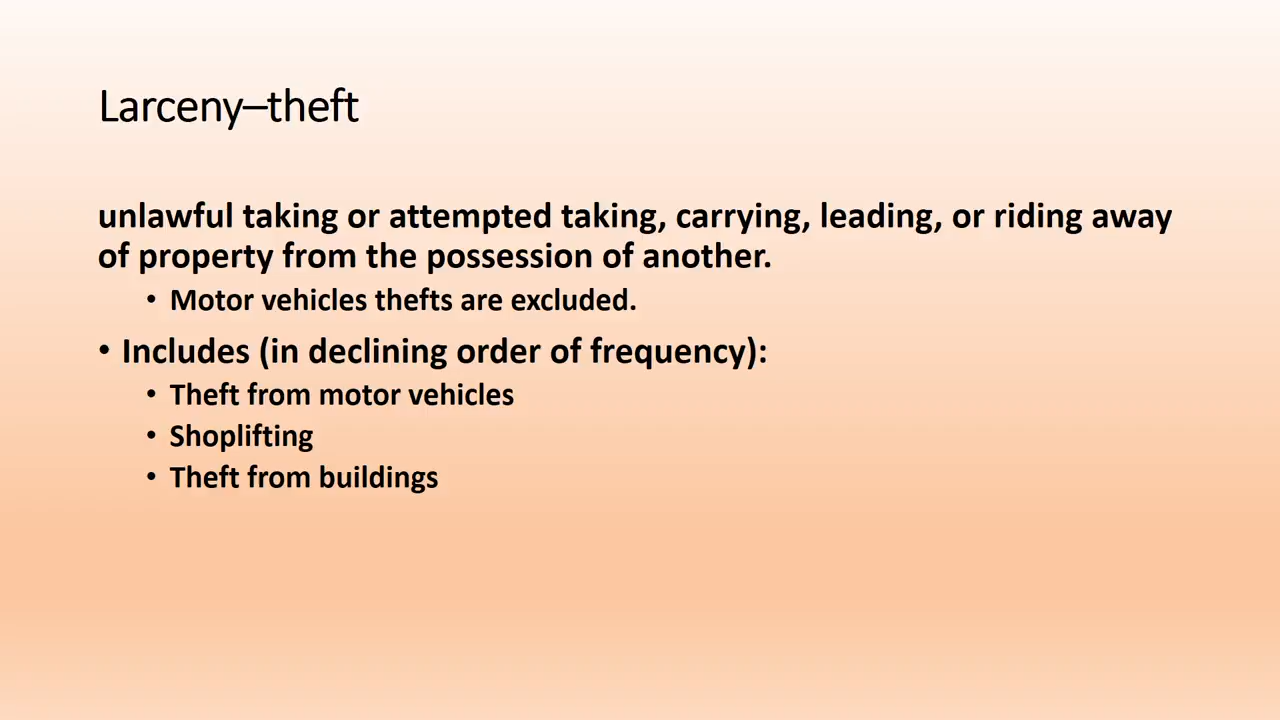 Larceny–theft
unlawful taking or attempted taking, carrying, leading, or riding away
of property from the possession of another.
• Motor vehicles thefts are excluded.
• Includes (in declining order of frequency):
• Theft from motor vehicles
• Shoplifting
• Theft from buildings